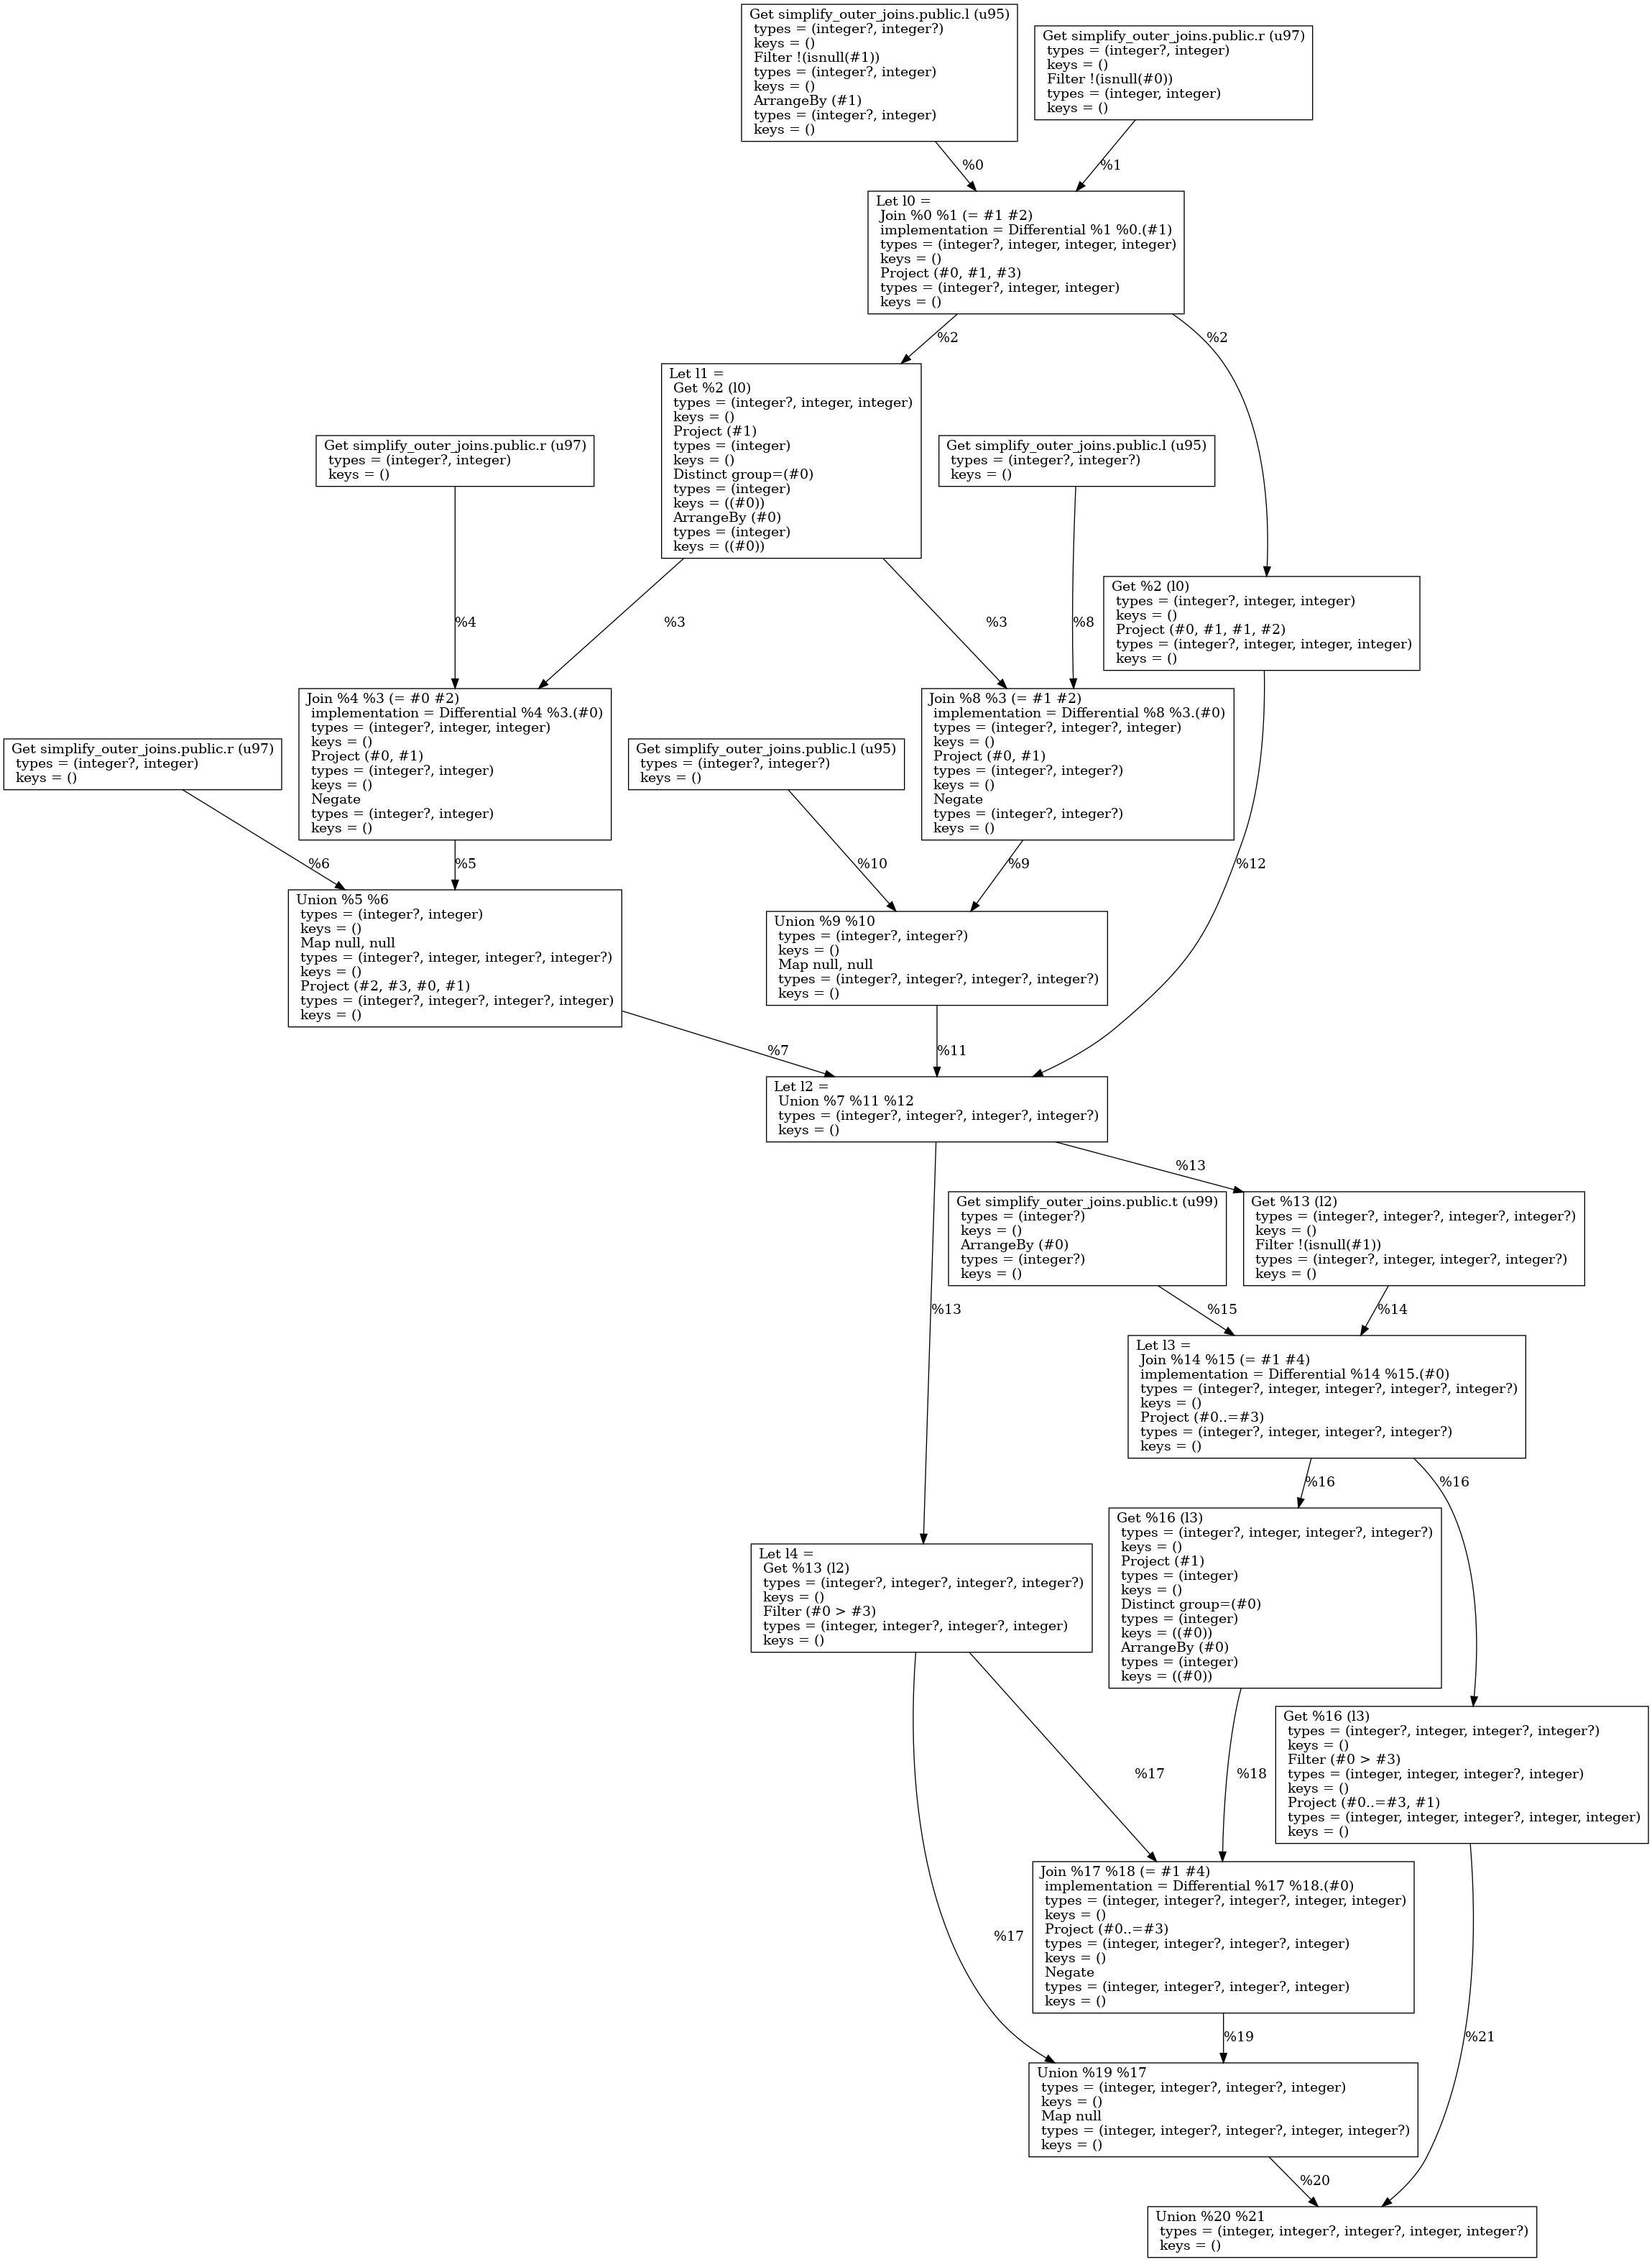 Get simplify_outer_joins.public.l (u95)
types = (integer?, integer?)
keys = ()
Filter !(isnull(#1))
types = (integer?, integer)
keys = ()
ArrangeBy (#1)
types = (integer?, integer)
keys = ()
Get simplify_outer_joins.public.r (u97)
types = (integer?, integer)
keys = ()
Filter !(isnull(#0))
types = (integer, integer)
keys = ()
%0
%1
Let l0 =
Join %0 %1 (= #1 #2)
implementation = Differential %1 %0.(#1)
types = (integer?, integer, integer, integer)
keys = ()
Project (#0, #1, #3)
types = (integer?, integer, integer)
keys = ()
%2
%2
Let l1 =
Get %2 (l0)
types = (integer?, integer, integer)
keys = ()
Project (#1)
types = (integer)
keys = ()
Distinct group=(#0)
types = (integer)
keys = ((#0))
ArrangeBy (#0)
types = (integer)
keys = ((#0))
Get simplify_outer_joins.public.r (u97)
types = (integer?, integer)
keys = ()
Get simplify_outer_joins.public.l (u95)
types = (integer?, integer?)
keys = ()
Get %2 (l0)
types = (integer?, integer, integer)
keys = ()
Project (#0, #1, #1, #2)
types = (integer?, integer, integer, integer)
keys = ()
%4
%3
%3
%8
Join %4 %3 (= #0 #2)
implementation = Differential %4 %3.(#0)
types = (integer?, integer, integer)
keys = ()
Project (#0, #1)
types = (integer?, integer)
keys = ()
Negate
types = (integer?, integer)
keys = ()
Join %8 %3 (= #1 #2)
implementation = Differential %8 %3.(#0)
types = (integer?, integer?, integer)
keys = ()
Project (#0, #1)
types = (integer?, integer?)
keys = ()
Negate
types = (integer?, integer?)
keys = ()
Get simplify_outer_joins.public.r (u97)
types = (integer?, integer)
keys = ()
Get simplify_outer_joins.public.l (u95)
types = (integer?, integer?)
keys = ()
%6
%5
%10
%9
%12
Union %5 %6
types = (integer?, integer)
keys = ()
Map null, null
types = (integer?, integer, integer?, integer?)
keys = ()
Project (#2, #3, #0, #1)
types = (integer?, integer?, integer?, integer)
keys = ()
Union %9 %10
types = (integer?, integer?)
keys = ()
Map null, null
types = (integer?, integer?, integer?, integer?)
keys = ()
%7
%11
Let l2 =
Union %7 %11 %12
types = (integer?, integer?, integer?, integer?)
keys = ()
%13
Get simplify_outer_joins.public.t (u99)
types = (integer?)
keys = ()
ArrangeBy (#0)
types = (integer?)
keys = ()
Get %13 (l2)
types = (integer?, integer?, integer?, integer?)
keys = ()
Filter !(isnull(#1))
types = (integer?, integer, integer?, integer?)
keys = ()
%13
%15
%14
Let l3 =
Join %14 %15 (= #1 #4)
implementation = Differential %14 %15.(#0)
types = (integer?, integer, integer?, integer?, integer?)
keys = ()
Project (#0..=#3)
types = (integer?, integer, integer?, integer?)
keys = ()
%16
%16
Let l4 =
Get %13 (l2)
types = (integer?, integer?, integer?, integer?)
keys = ()
Filter (#0 > #3)
types = (integer, integer?, integer?, integer)
keys = ()
Get %16 (l3)
types = (integer?, integer, integer?, integer?)
keys = ()
Project (#1)
types = (integer)
keys = ()
Distinct group=(#0)
types = (integer)
keys = ((#0))
ArrangeBy (#0)
types = (integer)
keys = ((#0))
Get %16 (l3)
types = (integer?, integer, integer?, integer?)
keys = ()
Filter (#0 > #3)
types = (integer, integer, integer?, integer)
keys = ()
Project (#0..=#3, #1)
types = (integer, integer, integer?, integer, integer)
keys = ()
%17
%18
Join %17 %18 (= #1 #4)
implementation = Differential %17 %18.(#0)
types = (integer, integer?, integer?, integer, integer)
keys = ()
Project (#0..=#3)
types = (integer, integer?, integer?, integer)
keys = ()
Negate
types = (integer, integer?, integer?, integer)
keys = ()
%17
%19
%21
Union %19 %17
types = (integer, integer?, integer?, integer)
keys = ()
Map null
types = (integer, integer?, integer?, integer, integer?)
keys = ()
%20
Union %20 %21
types = (integer, integer?, integer?, integer, integer?)
keys = ()